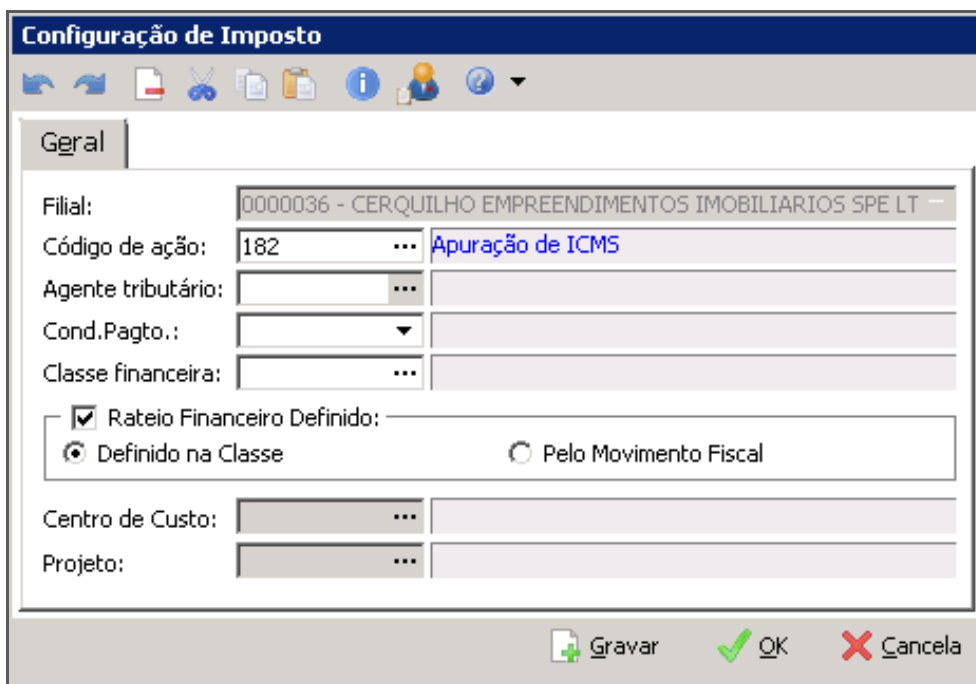 Configuração de Imposto
Geral
Filial: 0000036 - CERQUILHO EMPREENDIMENTOS IMOBILIARIOS SPE LT
Código de ação: 182 ... Apuração de ICMS
Agente tributário: ...
Cond.Pagto.:
Classe financeira: ...
Rateio Financeiro Definido:
Definido na Classe Pelo Movimento Fiscal
Centro de Custo: ...
Projeto: ...
Gravar OK Cancela